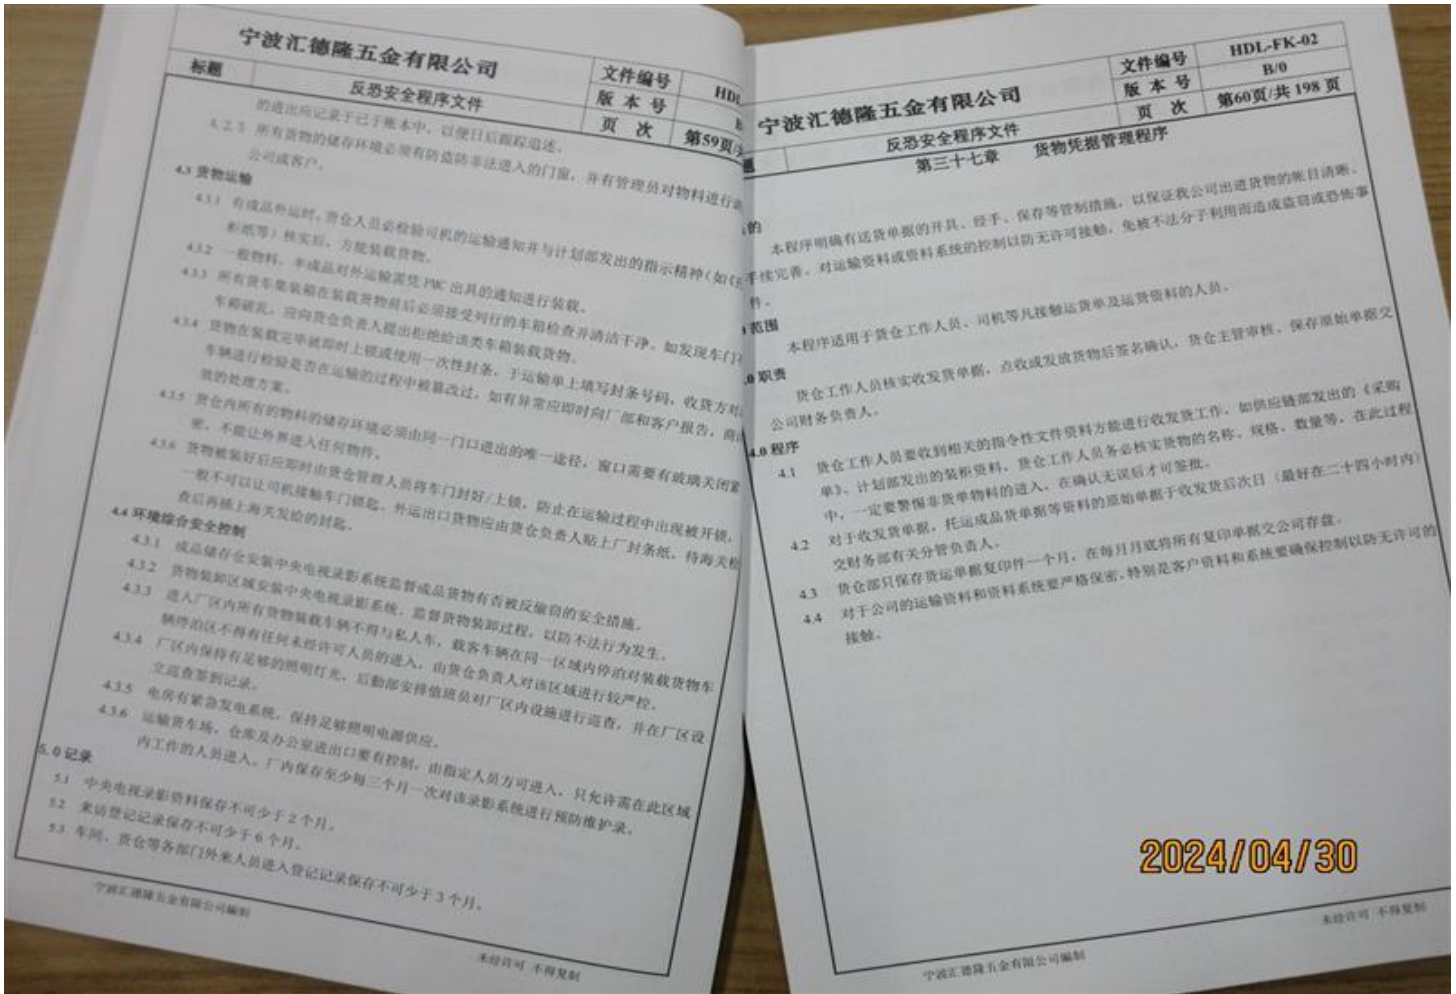 宁波汇德隆五金有限公司
文件编号 HDL
版 本 号
标题 反恐安全程序文件
页 次 第59页/
的进出应记录于已于账本中，以便日后跟踪追述。
4.2.5 所有货物的储存环境必须有防盗防非法进入的门窗，并有管理员对物料进行
公司或客户。
4.3 货物运输
4.3.1 有成品外运时，货仓人员必检验司机的运输通知并与计划部发出的指示精神（如
柜纸等）核实后，方能装载货物。
4.3.2 一般物料、半成品对外运输需凭 PMC 出具的通知进行装载。
4.3.3 所有货车集装箱在装载货物前后必须接受列行的车箱检查并清洁干净。如发现车门
车箱破乱，应向货仓负责人提出拒绝给该类车箱装载货物。
4.3.4 货物在装载完毕就即时上锁或使用一次性封条，于运输单上填写封条号码，收货方对
车辆进行检验是否在运输的过程中被篡改过，如有异常应即时向厂部和客户报告，商
效的处理方案。
4.3.5 货仓内所有的物料的储存环境必须由同一门口进出的唯一途径，窗口需要有玻璃关闭
密，不能让外界进入任何物件。
4.3.6 货物被装好后应即时由货仓管理人员将车门封好/上锁，防止在运输过程中出现被开锁，
一般不可以让司机接触车门锁匙。外运出口货物应由货仓负责人贴上厂封条纸，待海关检
查后再插上海关发给的封匙。
4.4 环境综合安全控制
4.3.1 成品储存仓安装中央电视录影系统监督成品货物有否被反偷窃的安全措施。
4.3.2 货物装卸区域安装中央电视录影系统，监督货物装卸过程，以防不法行为发生。
4.3.3 进入厂区内所有货物装载车辆不得与私人车，载客车辆在同一区域内停泊对装载货物车
辆停泊区不得有任何未经许可人员的进入，由货仓负责人对该区域进行较严控。
4.3.4 厂区内保持有足够的照明灯光，后勤部安排值班员对厂区内设施进行巡查，并在厂区设
立巡查签到记录。
4.3.5 电房有紧急发电系统，保持足够照明电源供应。
4.3.6 运输货车场，仓库及办公室进出口要有控制，由指定人员方可进入，只允许需在此区域
内工作的人员进入。厂内保存至少每三个月一次对该录影系统进行预防维护录。
5.0 记录
5.1 中央电视录影资料保存不可少于2个月。
5.2 来访登记记录保存不可少于6个月。
5.3 车间、货仓等各部门外来人员进入登记记录保存不可少于3个月。
宁波汇德隆五金有限公司编制 未经许可 不得复制
宁波汇德隆五金有限公司
文件编号 HDL-FK-02
版 本 号 B/0
题 反恐安全程序文件
页 次 第60页/共 198 页
第三十七章 货物凭据管理程序
的
本程序明确有送货单据的开具、经手、保存等管制措施，以保证我公司出进货物的帐目清晰、
手续完善，对运输资料或资料系统的控制以防无许可接触，免被不法分子利用而造成盗窃或恐怖事
件。
范围
本程序适用于货仓工作人员、司机等凡接触运货单及运货资料的人员。
.0 职责
货仓工作人员核实收发货单据，点收或发放货物后签名确认，货仓主管审核、保存原始单据交
公司财务负责人。
4.0 程序
4.1 货仓工作人员要收到相关的指令性文件资料方能进行收发货工作，如供应链部发出的《采购
单》、计划部发出的装柜资料，货仓工作人员务必核实货物的名称、规格、数量等，在此过程
中，一定要警惕非货单物料的进入，在确认无误后才可签批。
4.2 对于收发货单据，托运成品货单据等资料的原始单据于收发货后次日（最好在二十四小时内）
交财务部有关分管负责人。
4.3 货仓部只保存货运单据复印件一个月，在每月月底将所有复印单据交公司存盘。
4.4 对于公司的运输资料和资料系统要严格保密，特别是客户资料和系统要确保控制以防无许可的
接触。
2024/04/30
宁波汇德隆五金有限公司编制 未经许可 不得复制